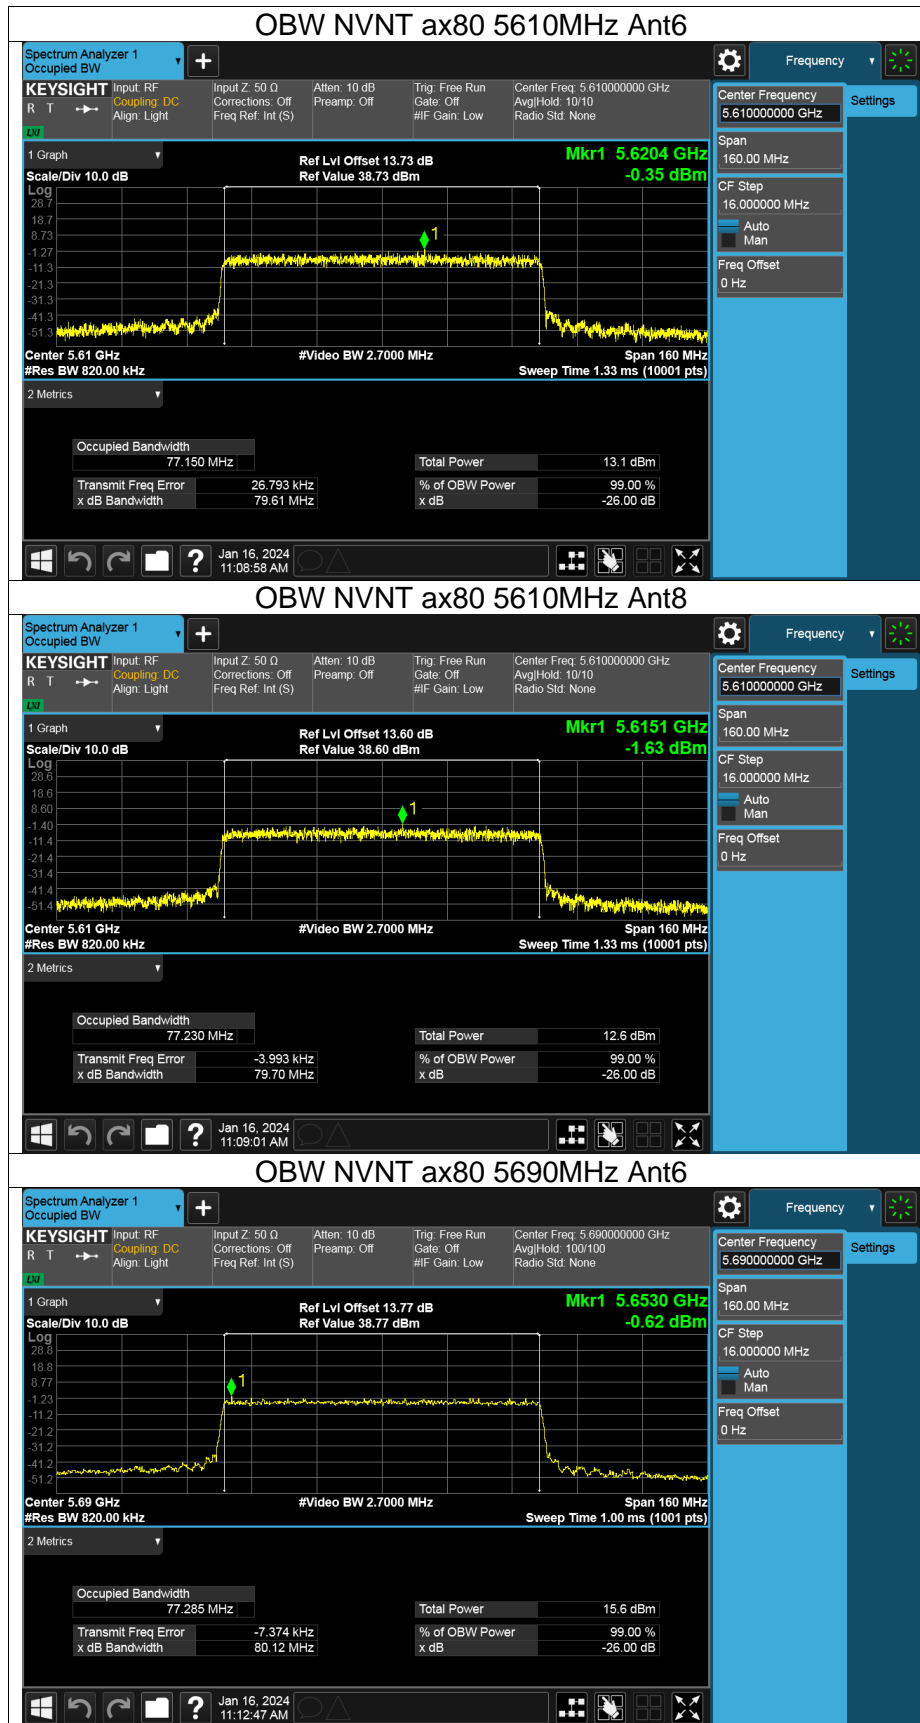 OBW NVNT ax80 5610MHz Ant6
Spectrum Analyzer 1
Occupied BW
+
Frequency
KEYSIGHT
R T
LXI
Input: RF
Coupling: DC
Align: Light
Input Z: 50 Ω
Corrections: Off
Freq Ref: Int (S)
Atten: 10 dB
Preamp: Off
Trig: Free Run
Gate: Off
#IF Gain: Low
Center Freq: 5.610000000 GHz
Avg|Hold: 10/10
Radio Std: None
Center Frequency
5.610000000 GHz
Settings
Span
160.00 MHz
CF Step
16.000000 MHz
Auto
Man
Freq Offset
0 Hz
1 Graph
Scale/Div 10.0 dB
Ref Lvl Offset 13.73 dB
Ref Value 38.73 dBm
Mkr1 5.6204 GHz
-0.35 dBm
Log
28.7
18.7
8.73
-1.27
-11.3
-21.3
-31.3
-41.3
-51.3
1
Center 5.61 GHz
#Res BW 820.00 kHz
#Video BW 2.7000 MHz
Span 160 MHz
Sweep Time 1.33 ms (10001 pts)
2 Metrics
Occupied Bandwidth
77.150 MHz
Total Power 13.1 dBm
Transmit Freq Error 26.793 kHz
% of OBW Power 99.00 %
x dB Bandwidth 79.61 MHz
x dB -26.00 dB
?
Jan 16, 2024
11:08:58 AM
OBW NVNT ax80 5610MHz Ant8
Spectrum Analyzer 1
Occupied BW
+
Frequency
KEYSIGHT
R T
LXI
Input: RF
Coupling: DC
Align: Light
Input Z: 50 Ω
Corrections: Off
Freq Ref: Int (S)
Atten: 10 dB
Preamp: Off
Trig: Free Run
Gate: Off
#IF Gain: Low
Center Freq: 5.610000000 GHz
Avg|Hold: 10/10
Radio Std: None
Center Frequency
5.610000000 GHz
Settings
Span
160.00 MHz
CF Step
16.000000 MHz
Auto
Man
Freq Offset
0 Hz
1 Graph
Scale/Div 10.0 dB
Ref Lvl Offset 13.60 dB
Ref Value 38.60 dBm
Mkr1 5.6151 GHz
-1.63 dBm
Log
28.6
18.6
8.60
-1.40
-11.4
-21.4
-31.4
-41.4
-51.4
1
Center 5.61 GHz
#Res BW 820.00 kHz
#Video BW 2.7000 MHz
Span 160 MHz
Sweep Time 1.33 ms (10001 pts)
2 Metrics
Occupied Bandwidth
77.230 MHz
Total Power 12.6 dBm
Transmit Freq Error -3.993 kHz
% of OBW Power 99.00 %
x dB Bandwidth 79.70 MHz
x dB -26.00 dB
?
Jan 16, 2024
11:09:01 AM
OBW NVNT ax80 5690MHz Ant6
Spectrum Analyzer 1
Occupied BW
+
Frequency
KEYSIGHT
R T
LXI
Input: RF
Coupling: DC
Align: Light
Input Z: 50 Ω
Corrections: Off
Freq Ref: Int (S)
Atten: 10 dB
Preamp: Off
Trig: Free Run
Gate: Off
#IF Gain: Low
Center Freq: 5.690000000 GHz
Avg|Hold: 100/100
Radio Std: None
Center Frequency
5.690000000 GHz
Settings
Span
160.00 MHz
CF Step
16.000000 MHz
Auto
Man
Freq Offset
0 Hz
1 Graph
Scale/Div 10.0 dB
Ref Lvl Offset 13.77 dB
Ref Value 38.77 dBm
Mkr1 5.6530 GHz
-0.62 dBm
Log
28.8
18.8
8.77
-1.23
-11.2
-21.2
-31.2
-41.2
-51.2
1
Center 5.69 GHz
#Res BW 820.00 kHz
#Video BW 2.7000 MHz
Span 160 MHz
Sweep Time 1.00 ms (1001 pts)
2 Metrics
Occupied Bandwidth
77.285 MHz
Total Power 15.6 dBm
Transmit Freq Error -7.374 kHz
% of OBW Power 99.00 %
x dB Bandwidth 80.12 MHz
x dB -26.00 dB
?
Jan 16, 2024
11:12:47 AM